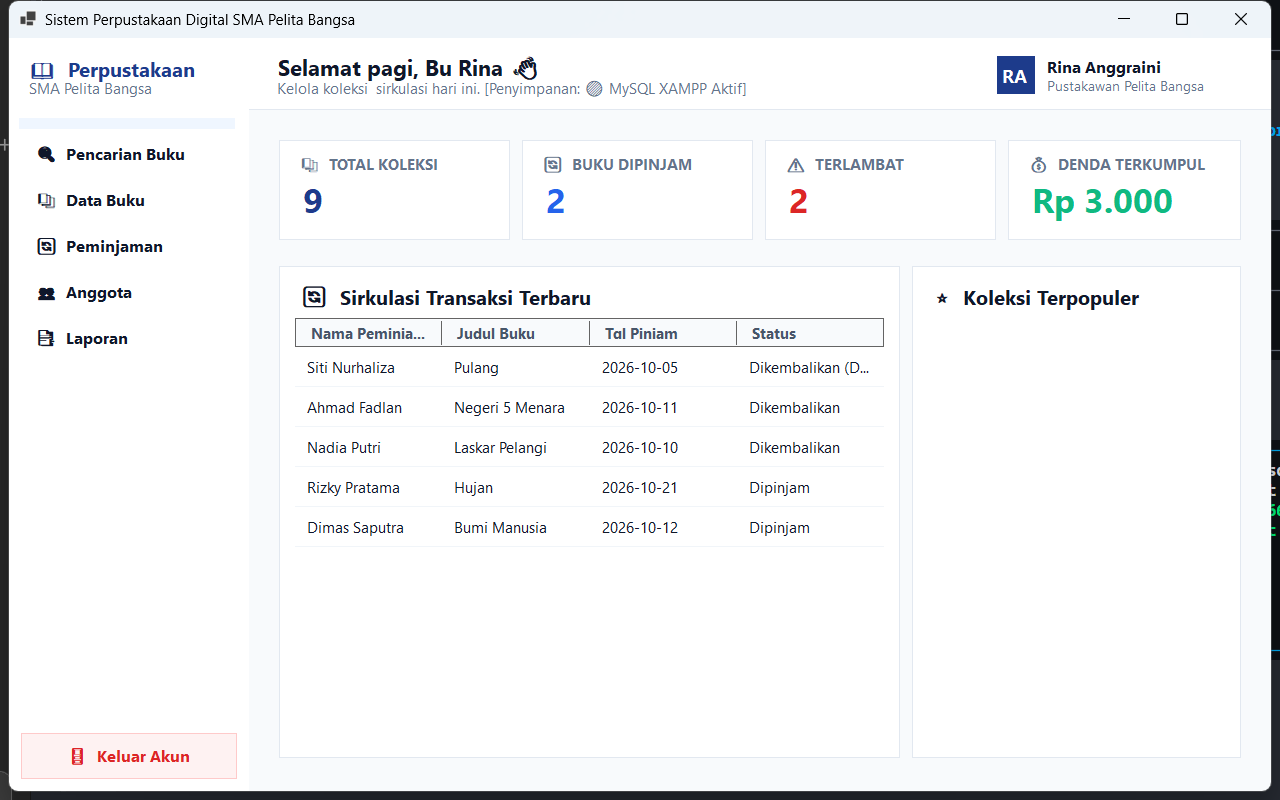 Sistem Perpustakaan Digital SMA Pelita Bangsa
Perpustakaan
SMA Pelita Bangsa
Pencarian Buku
Data Buku
Peminjaman
Anggota
Laporan
Keluar Akun
Selamat pagi, Bu Rina
Kelola koleksi sirkulasi hari ini. [Penyimpanan: MySQL XAMPP Aktif]
RA
Rina Anggraini
Pustakawan Pelita Bangsa
TOTAL KOLEKSI
9
BUKU DIPINJAM
2
TERLAMBAT
2
DENDA TERKUMPUL
Rp 3.000
Sirkulasi Transaksi Terbaru
Nama Peminja... Judul Buku Tgl Pinjam Status
Siti Nurhaliza Pulang 2026-10-05 Dikembalikan (D...
Ahmad Fadlan Negeri 5 Menara 2026-10-11 Dikembalikan
Nadia Putri Laskar Pelangi 2026-10-10 Dikembalikan
Rizky Pratama Hujan 2026-10-21 Dipinjam
Dimas Saputra Bumi Manusia 2026-10-12 Dipinjam
Koleksi Terpopuler